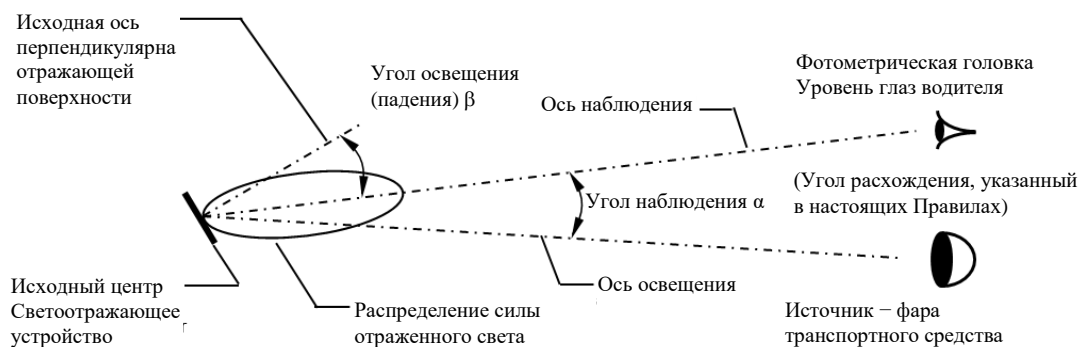 Исходная ось
перпендикулярна
отражающей
поверхности
Угол освещения
(падения) β
Ось наблюдения
Фотометрическая головка
Уровень глаз водителя
Угол наблюдения α
(Угол расхождения, указанный
в настоящих Правилах)
Исходный центр
Светоотражающее
устройство
Распределение силы
отраженного света
Ось освещения
Источник − фара
транспортного средства